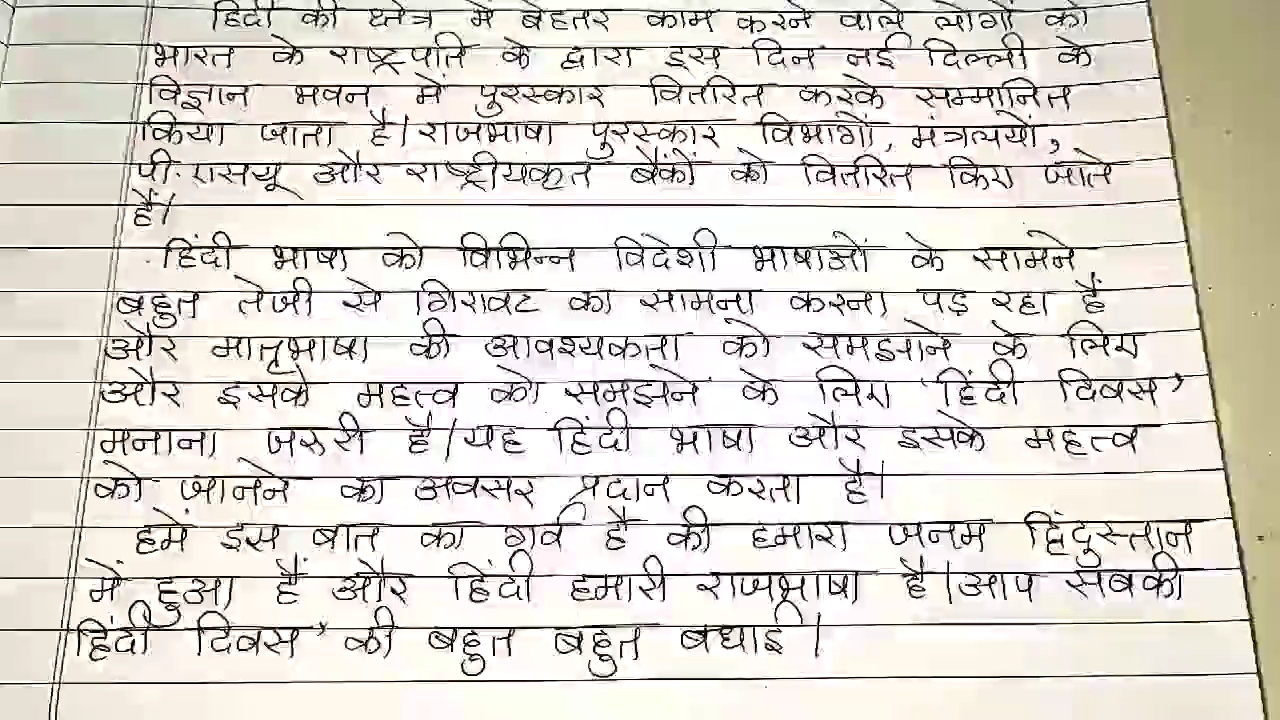 हिंदी की क्षेत्र में बेहतर काम करने वाले लोगों को
भारत के राष्ट्रपति के द्वारा इस दिन नई दिल्ली के
विज्ञान भवन में पुरस्कार वितरित करके सम्मानित
किया जाता है। राजभाषा पुरस्कार विभागों, मंत्रलयों,
पी.एसयू और राष्ट्रीयकृत बैंकों को वितरित किए जाते
हैं।
हिंदी भाषा को विभिन्न विदेशी भाषाओं के सामने
बहुत तेजी से गिरावट का सामना करना पड़ रहा हैं
और मातृभाषा की आवश्यकता को समझाने के लिए
और इसके महत्व को समझने के लिए 'हिंदी दिवस'
मनाना जरुरी है। यह हिंदी भाषा और इसके महत्व
को जानने का अवसर प्रदान करता है।
हमें इस बात का गर्व है की हमारा जनम हिंदुस्तान
में हुआ हैं और हिंदी हमारी राजभाषा है। आप सबकी
हिंदी दिवस' की बहुत बहुत बधाई।